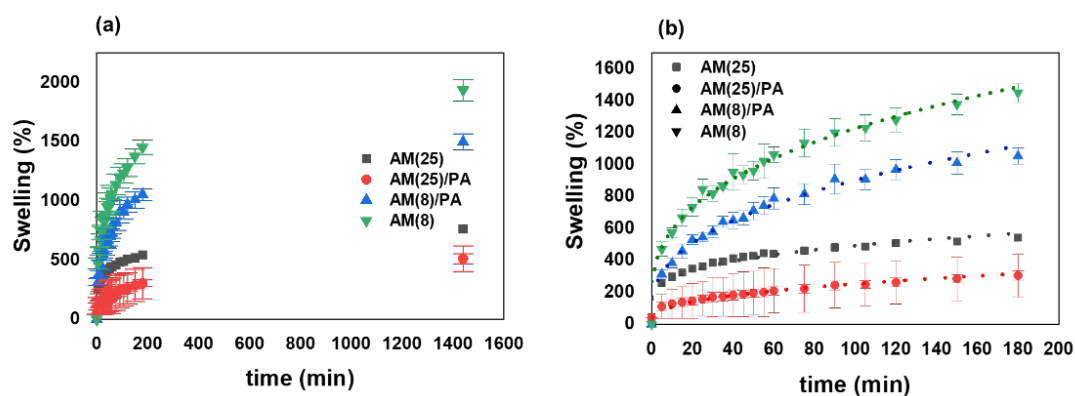 (a)
Swelling (%)
2000
1500
1000
500
0
0 200 400 600 800 1000 1200 1400 1600
time (min)
AM(25)
AM(25)/PA
AM(8)/PA
AM(8)
(b)
Swelling (%)
1600
1400
1200
1000
800
600
400
200
0
0 20 40 60 80 100 120 140 160 180 200
time (min)
AM(25)
AM(25)/PA
AM(8)/PA
AM(8)